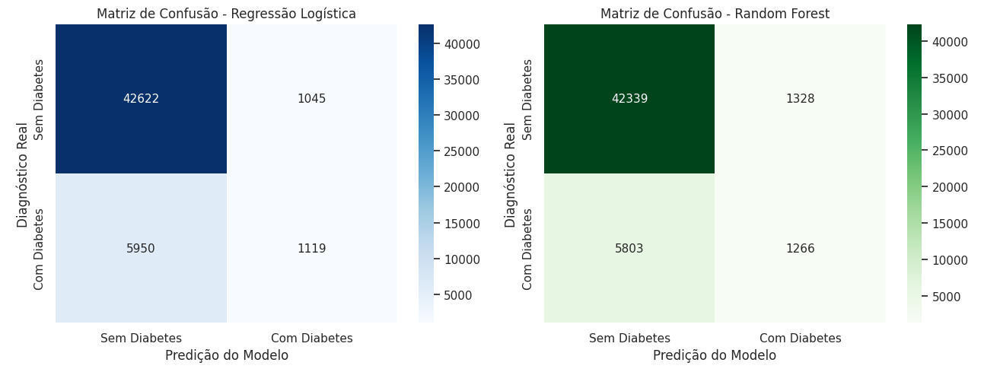 Matriz de Confusão - Regressão Logística
Diagnóstico Real
Sem Diabetes
Com Diabetes
42622
1045
5950
1119
Sem Diabetes
Com Diabetes
Predição do Modelo
40000
35000
30000
25000
20000
15000
10000
5000
Matriz de Confusão - Random Forest
Diagnóstico Real
Sem Diabetes
Com Diabetes
42339
1328
5803
1266
Sem Diabetes
Com Diabetes
Predição do Modelo
40000
35000
30000
25000
20000
15000
10000
5000